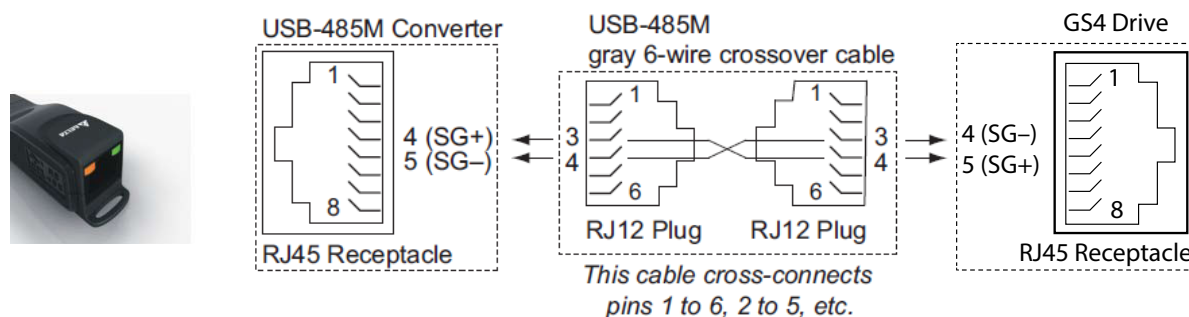 USB-485M Converter
1
4 (SG+)
5 (SG–)
8
RJ45 Receptacle
USB-485M
gray 6-wire crossover cable
1
3
4
6
RJ12 Plug
1
3
4
6
RJ12 Plug
This cable cross-connects
pins 1 to 6, 2 to 5, etc.
GS4 Drive
4 (SG–)
5 (SG+)
1
8
RJ45 Receptacle